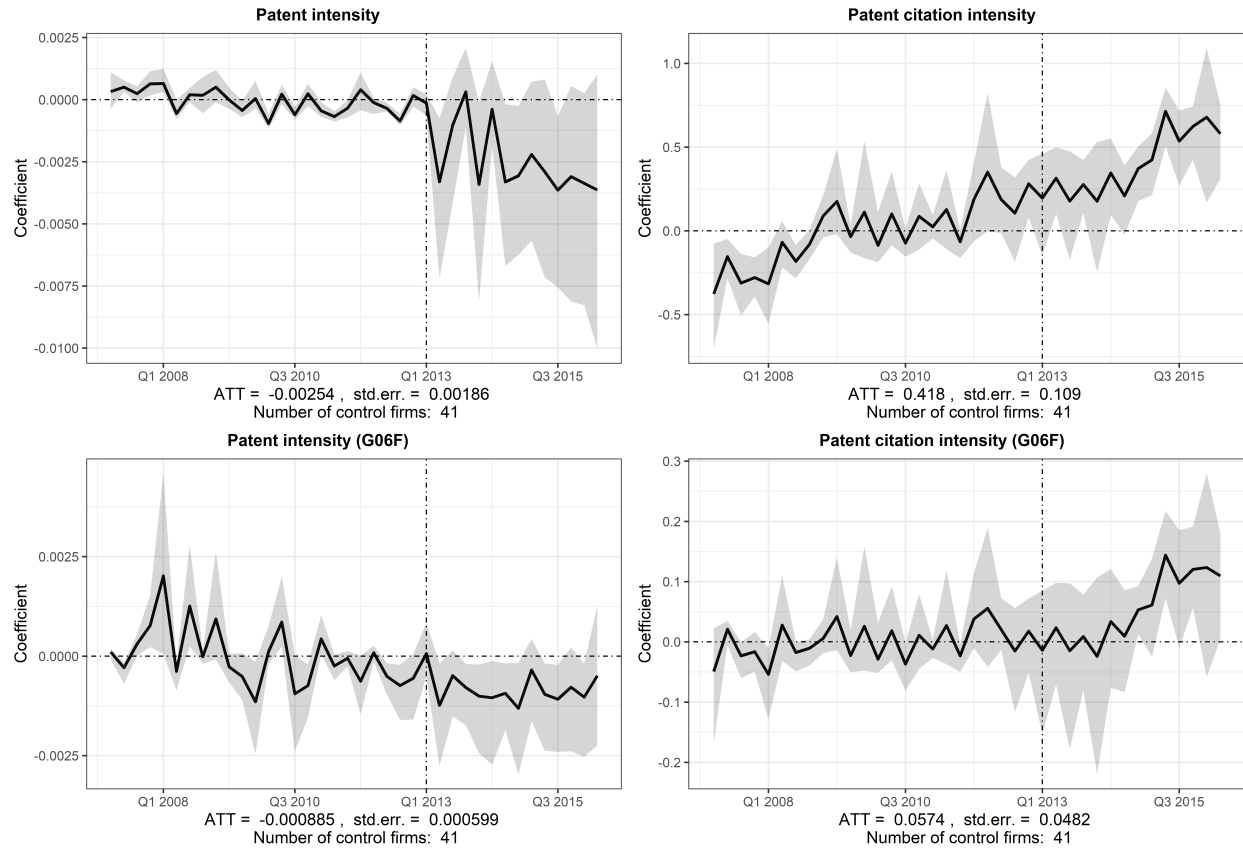 Patent intensity
Coefficient
0.0025
0.0000
-0.0025
-0.0050
-0.0075
-0.0100
Q1 2008
Q3 2010
Q1 2013
Q3 2015
ATT = -0.00254 , std.err. = 0.00186
Number of control firms: 41
Patent citation intensity
Coefficient
1.0
0.5
0.0
-0.5
Q1 2008
Q3 2010
Q1 2013
Q3 2015
ATT = 0.418 , std.err. = 0.109
Number of control firms: 41
Patent intensity (G06F)
Coefficient
0.0025
0.0000
-0.0025
Q1 2008
Q3 2010
Q1 2013
Q3 2015
ATT = -0.000885 , std.err. = 0.000599
Number of control firms: 41
Patent citation intensity (G06F)
Coefficient
0.3
0.2
0.1
0.0
-0.1
-0.2
Q1 2008
Q3 2010
Q1 2013
Q3 2015
ATT = 0.0574 , std.err. = 0.0482
Number of control firms: 41